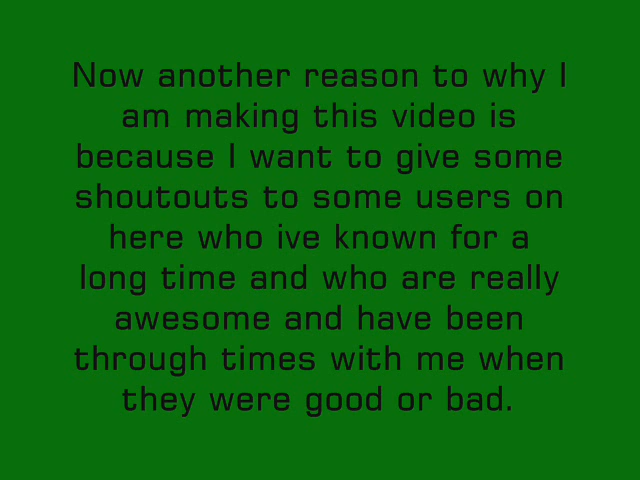 Now another reason to why I
am making this video is
because I want to give some
shoutouts to some users on
here who ive known for a
long time and who are really
awesome and have been
through times with me when
they were good or bad.